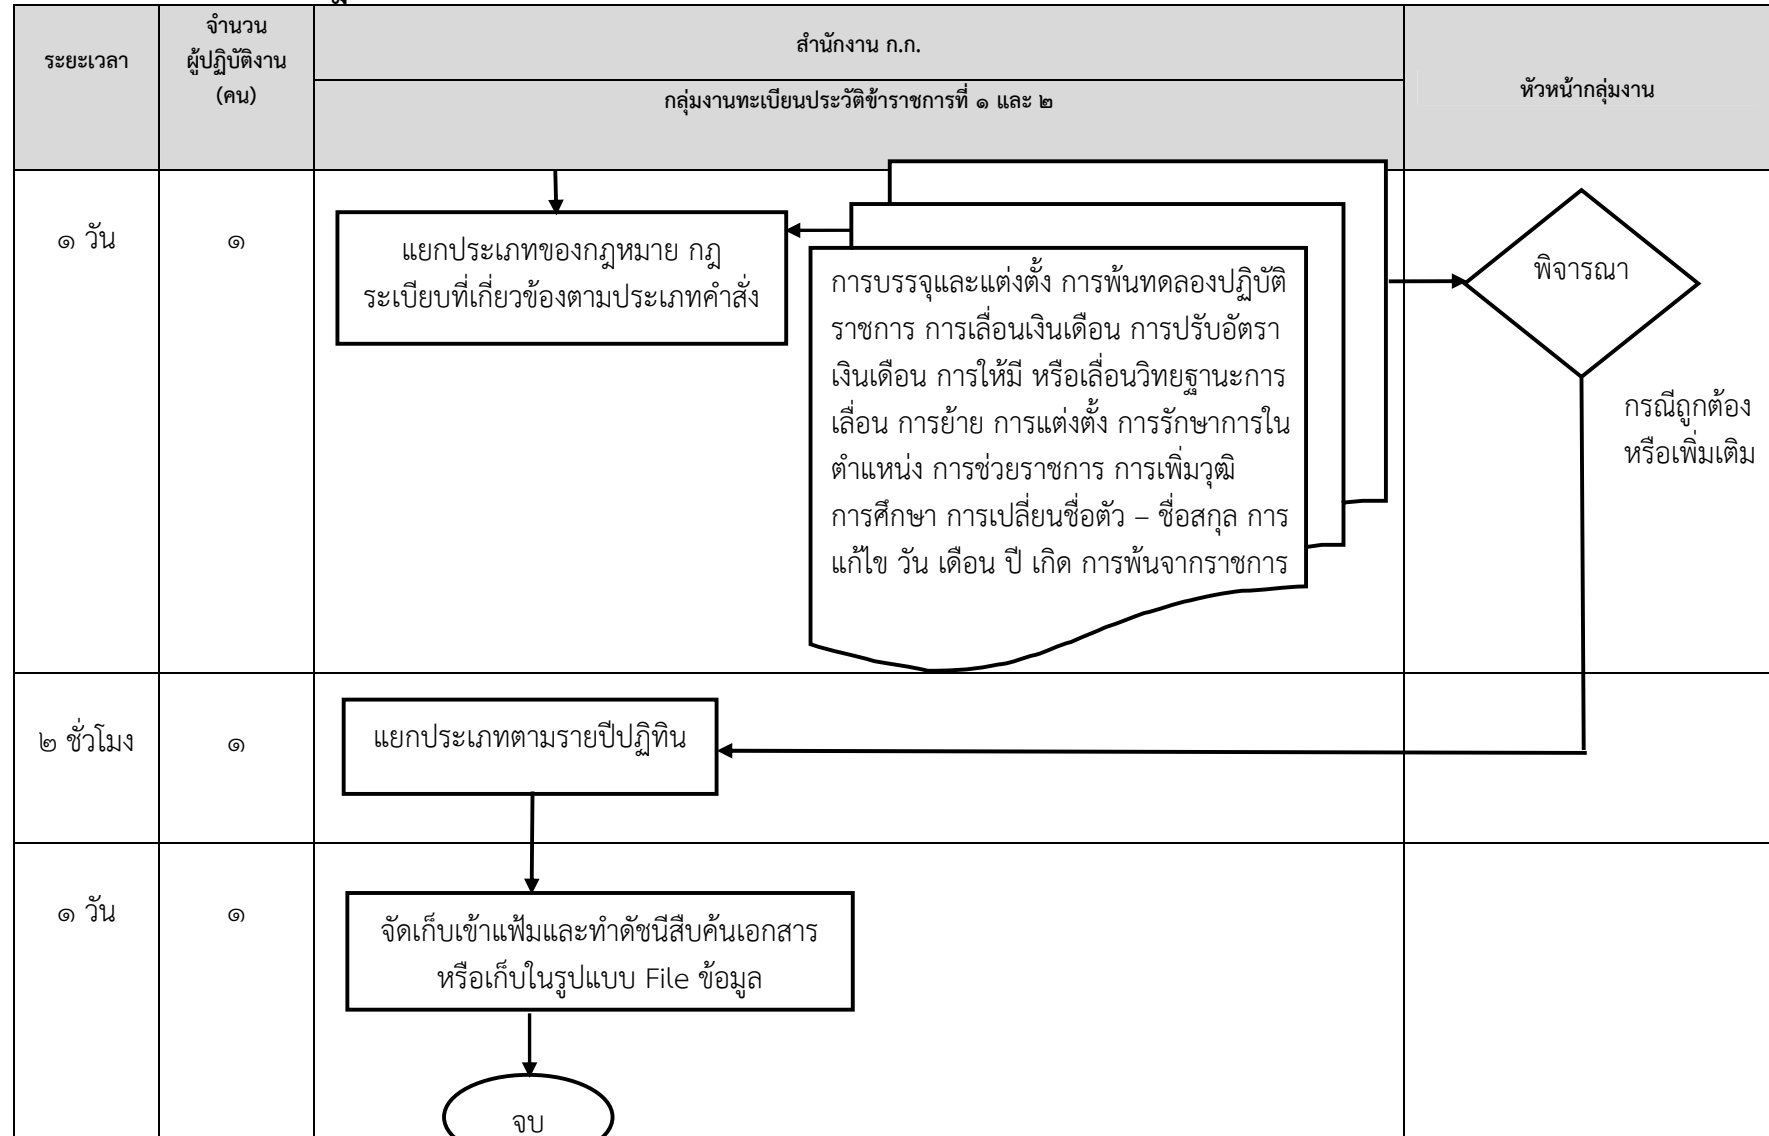 ระยะเวลา
จำนวน
ผู้ปฏิบัติงาน
(คน)
สำนักงาน ก.ก.
กลุ่มงานทะเบียนประวัติข้าราชการที่ ๑ และ ๒
หัวหน้ากลุ่มงาน
๑ วัน
๑
แยกประเภทของกฎหมาย กฎ
ระเบียบที่เกี่ยวข้องตามประเภทคำสั่ง
การบรรจุและแต่งตั้ง การพ้นทดลองปฏิบัติ
ราชการ การเลื่อนเงินเดือน การปรับอัตรา
เงินเดือน การให้มี หรือเลื่อนวิทยฐานะการ
เลื่อน การย้าย การแต่งตั้ง การรักษาการใน
ตำแหน่ง การช่วยราชการ การเพิ่มวุฒิ
การศึกษา การเปลี่ยนชื่อตัว – ชื่อสกุล การ
แก้ไข วัน เดือน ปี เกิด การพ้นจากราชการ
พิจารณา
กรณีถูกต้อง
หรือเพิ่มเติม
๒ ชั่วโมง
๑
แยกประเภทตามรายปีปฏิทิน
๑ วัน
๑
จัดเก็บเข้าแฟ้มและทำดัชนีสืบค้นเอกสาร
หรือเก็บในรูปแบบ File ข้อมูล
จบ